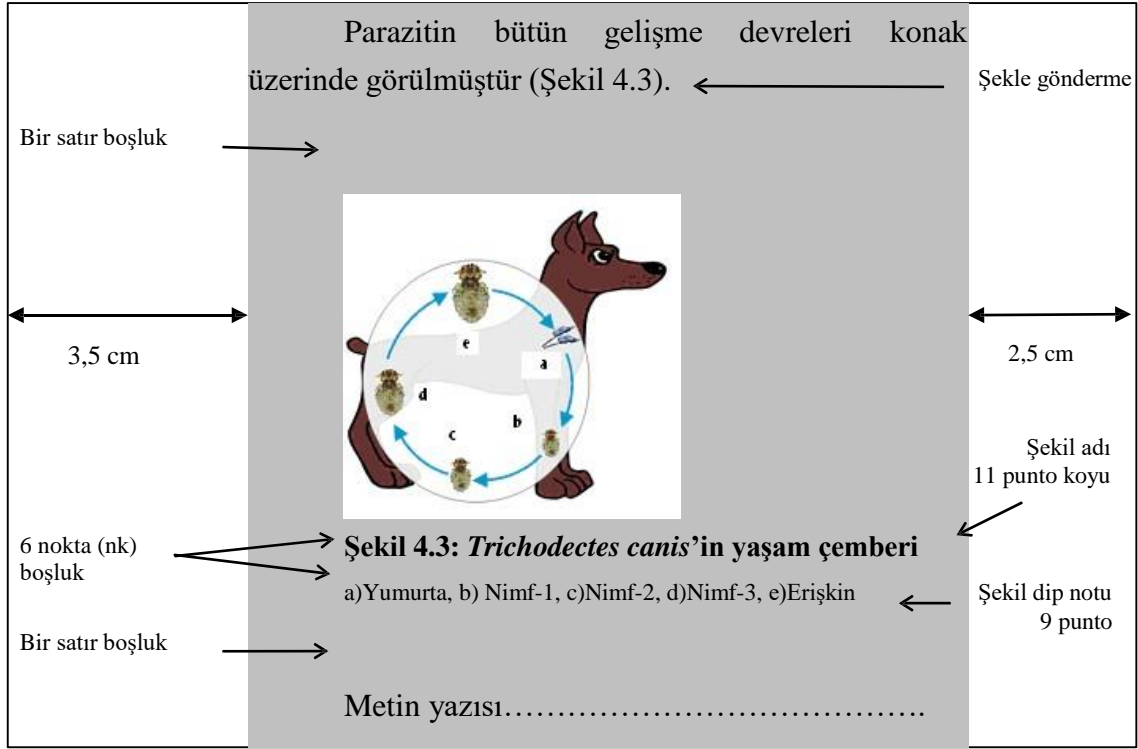 Parazitin bütün gelişme devreleri konak
üzerinde görülmüştür (Şekil 4.3).
Şekle gönderme
Bir satır boşluk
e
a
3,5 cm
2,5 cm
d
b
c
Şekil adı
11 punto koyu
6 nokta (nk)
boşluk
Şekil 4.3: Trichodectes canis’in yaşam çemberi
a)Yumurta, b) Nimf-1, c)Nimf-2, d)Nimf-3, e)Erişkin
Şekil dip notu
9 punto
Bir satır boşluk
Metin yazısı…………………………………….